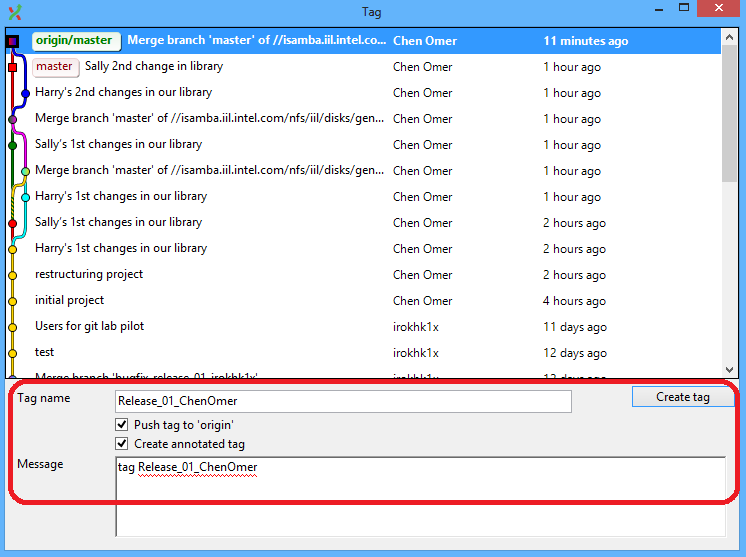 Tag
origin/master Merge branch 'master' of //isamba.iil.intel.co... Chen Omer 11 minutes ago
master Sally 2nd change in library Chen Omer 1 hour ago
Harry's 2nd changes in our library Chen Omer 1 hour ago
Merge branch 'master' of //isamba.iil.intel.com/nfs/iil/disks/gen... Chen Omer 1 hour ago
Sally's 1st changes in our library Chen Omer 1 hour ago
Merge branch 'master' of //isamba.iil.intel.com/nfs/iil/disks/gen... Chen Omer 1 hour ago
Harry's 1st changes in our library Chen Omer 1 hour ago
Sally's 1st changes in our library Chen Omer 2 hours ago
Harry's 1st changes in our library Chen Omer 2 hours ago
restructuring project Chen Omer 2 hours ago
initial project Chen Omer 4 hours ago
Users for git lab pilot irokhk1x 11 days ago
test irokhk1x 12 days ago
Merge branch 'bugfix_release_01_irokhk1x' irokhk1x 12 days ago
Tag name Release_01_ChenOmer Create tag
Push tag to 'origin'
Create annotated tag
Message tag Release_01_ChenOmer